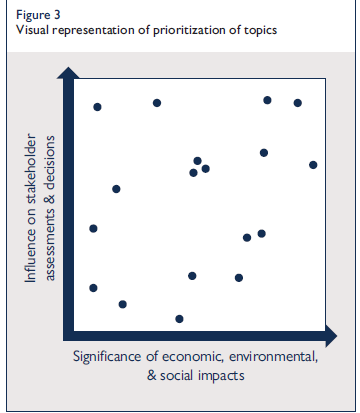 Figure 3
Visual representation of prioritization of topics
Influence on stakeholder
assessments & decisions
Significance of economic, environmental,
& social impacts